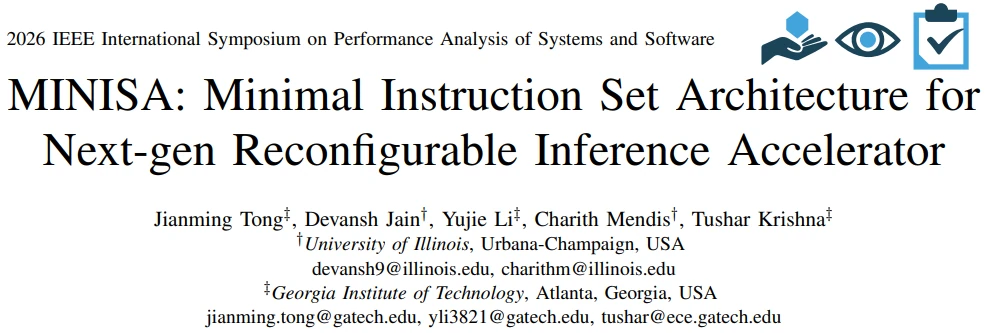 2026 IEEE International Symposium on Performance Analysis of Systems and Software
MINISA: Minimal Instruction Set Architecture for
Next-gen Reconfigurable Inference Accelerator
Jianming Tong‡, Devansh Jain†, Yujie Li‡, Charith Mendis†, Tushar Krishna‡
†University of Illinois, Urbana-Champaign, USA
devansh9@illinois.edu, charithm@illinois.edu
‡Georgia Institute of Technology, Atlanta, Georgia, USA
jianming.tong@gatech.edu, yli3821@gatech.edu, tushar@ece.gatech.edu